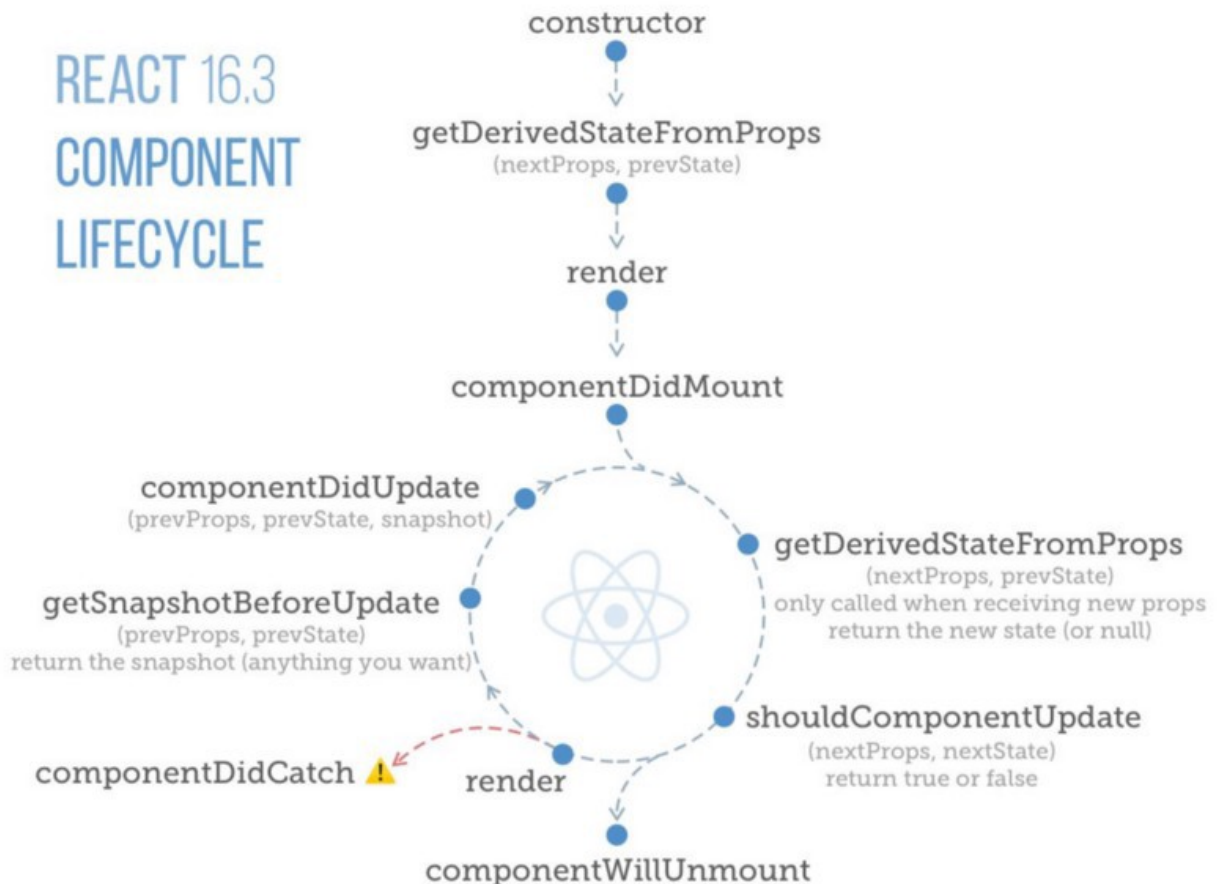 REACT 16.3
COMPONENT
LIFECYCLE
constructor
getDerivedStateFromProps
(nextProps, prevState)
render
componentDidMount
componentDidUpdate
(prevProps, prevState, snapshot)
getDerivedStateFromProps
(nextProps, prevState)
only called when receiving new props
return the new state (or null)
getSnapshotBeforeUpdate
(prevProps, prevState)
return the snapshot (anything you want)
shouldComponentUpdate
(nextProps, nextState)
return true or false
componentDidCatch ⚠️
render
componentWillUnmount